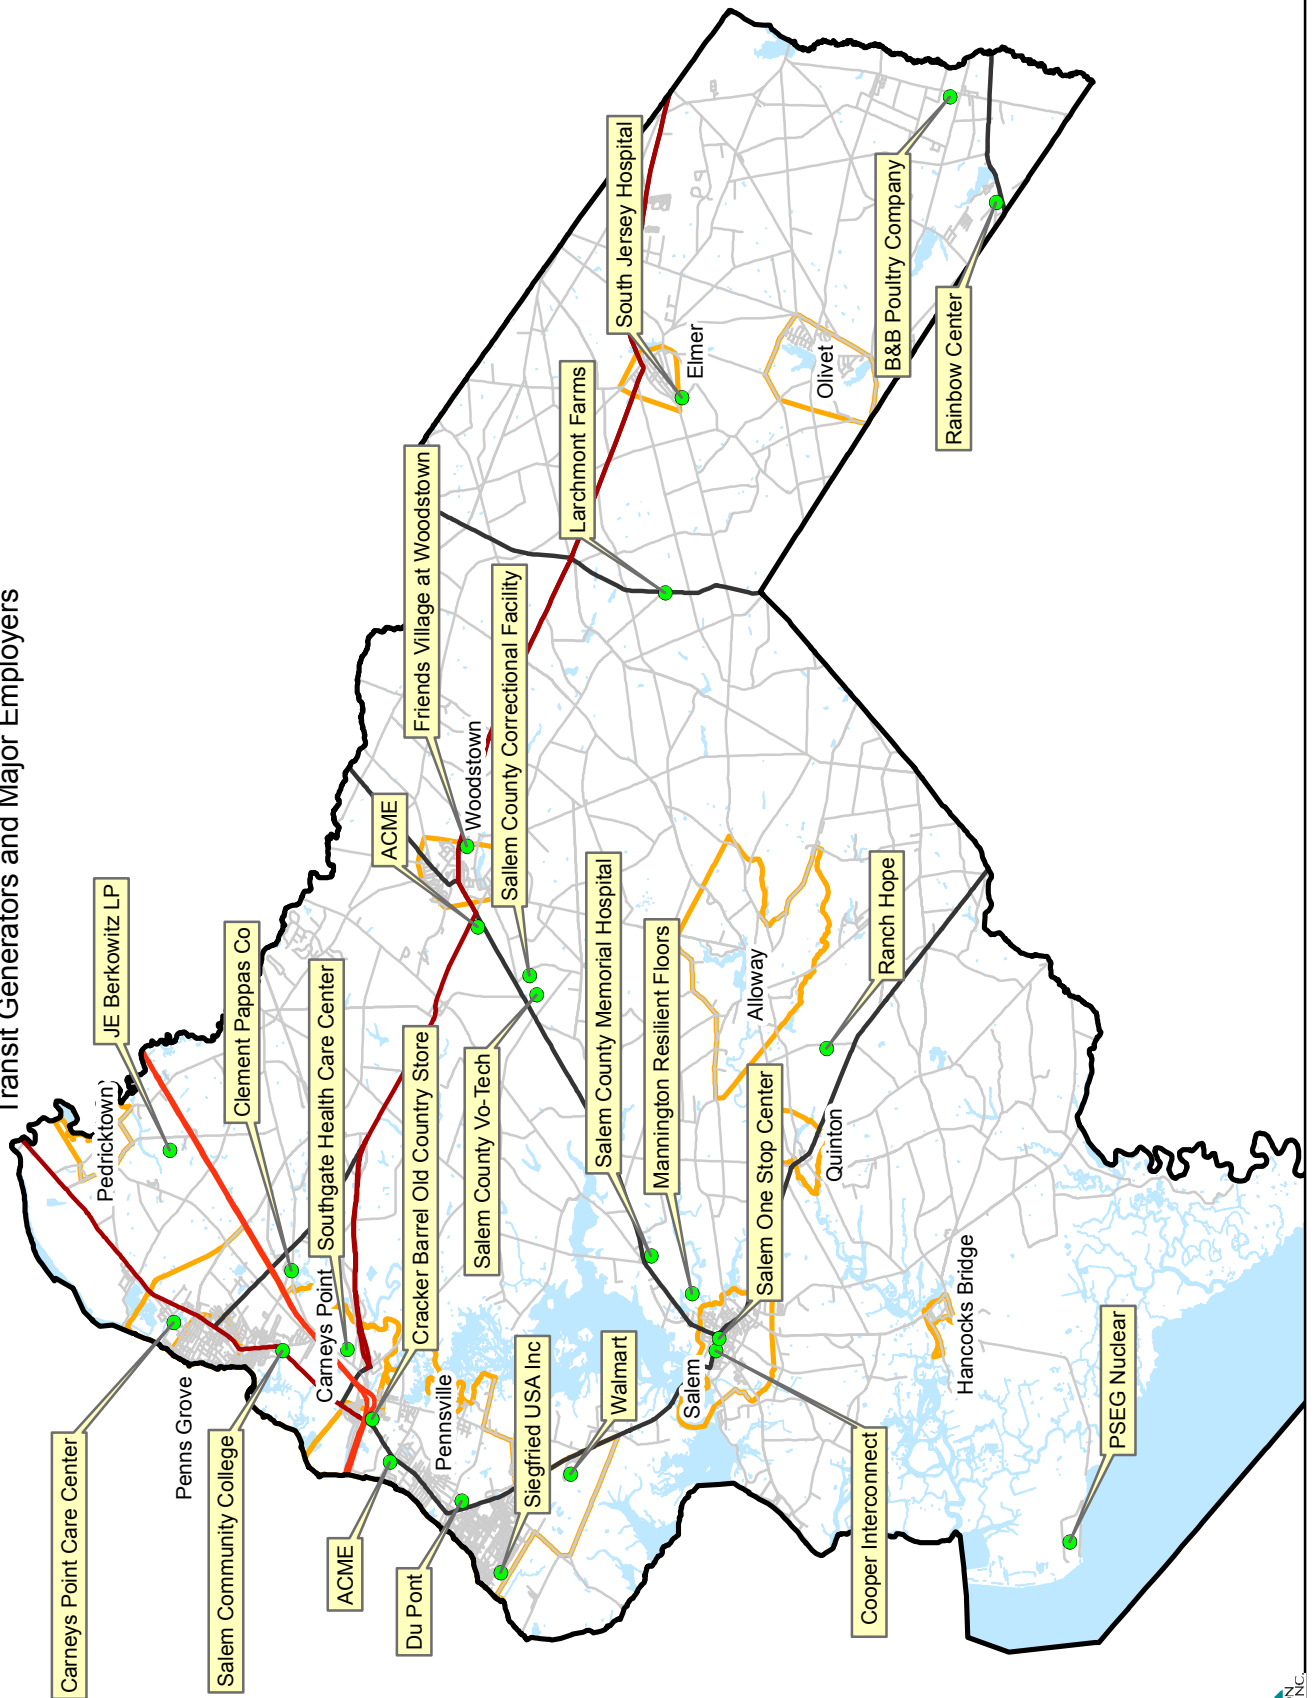 Transit Generators and Major Employers
Carneys Point Care Center
JE Berkowitz LP
Pedricktown
Penns Grove
Salem Community College
Clement Pappas Co
Southgate Health Care Center
Carneys Point
Cracker Barrel Old Country Store
ACME
Du Pont
Pennsville
Siegfried USA Inc
Walmart
Salem County Vo-Tech
ACME
Friends Village at Woodstown
Woodstown
Sallem County Correctional Facility
Larchmont Farms
South Jersey Hospital
Elmer
Olivet
B&B Poultry Company
Rainbow Center
Salem County Memorial Hospital
Mannington Resilient Floors
Alloway
Ranch Hope
Salem One Stop Center
Salem
Quinton
Cooper Interconnect
Hancocks Bridge
PSEG Nuclear